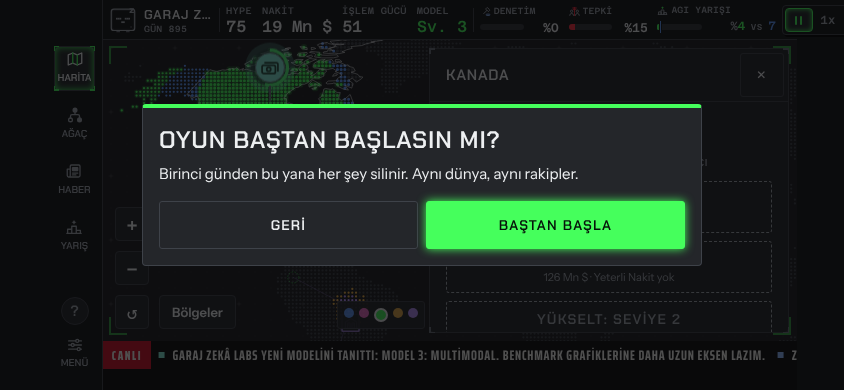 GARAJ Z...
GÜN 895
HYPE
75
NAKİT
19 Mn $
İŞLEM GÜCÜ
51
MODEL
Sv. 3
DENETİM
%0
TEPKİ
%15
AGI YARIŞI
%4 vs 7
1x
HARİTA
AĞAÇ
HABER
YARIŞ
?
MENÜ
KANADA
×
OYUN BAŞTAN BAŞLASIN MI?
Birinci günden bu yana her şey silinir. Aynı dünya, aynı rakipler.
GERİ
BAŞTAN BAŞLA
+
−
↺
Bölgeler
126 Mn $ · Yeterli Nakit yok
YÜKSELT: SEVİYE 2
CANLI
GARAJ ZEKÂ LABS YENİ MODELİNİ TANITTI: MODEL 3: MULTİMODAL. BENCHMARK GRAFİKLERİNE DAHA UZUN EKSEN LAZIM.